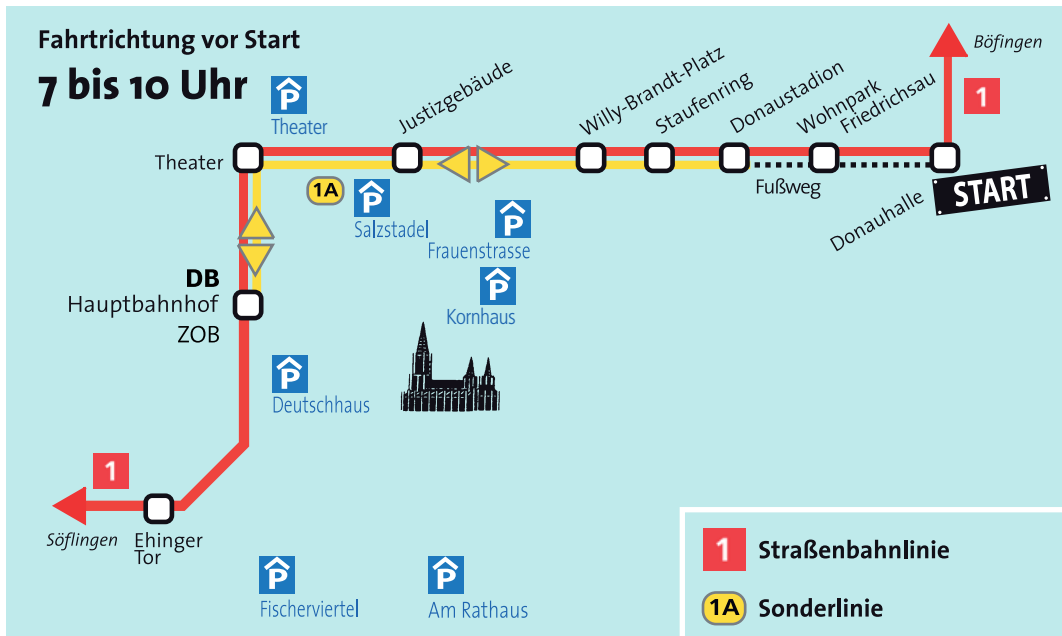 Fahrtrichtung vor Start
7 bis 10 Uhr
Böfingen
1
Theater
Justizgebäude
Willy-Brandt-Platz
Staufenring
Donaustadion
Wohnpark
Friedrichsau
Theater
Fußweg
Donauhalle
START
1A
Salzstadel
Frauenstrasse
DB
Hauptbahnhof
ZOB
Kornhaus
Deutschhaus
1
Söflingen
Ehinger
Tor
P
Fischerviertel
P
Am Rathaus
1 Straßenbahnlinie
1A Sonderlinie